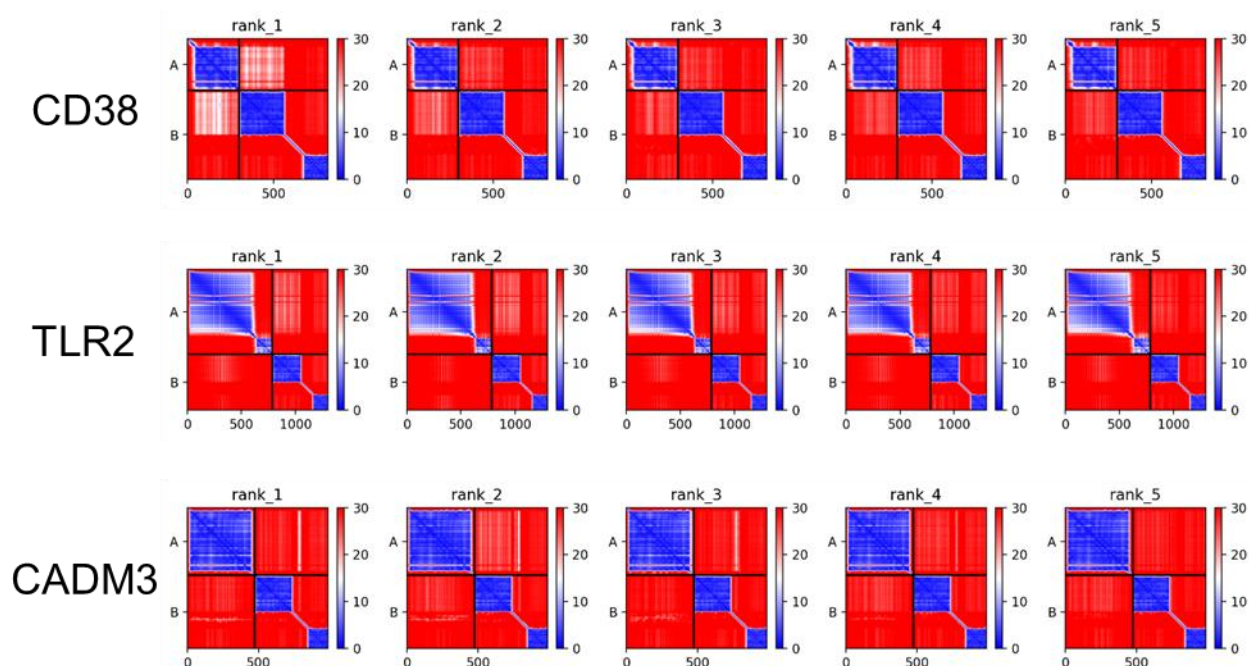 CD38
rank_1 rank_2 rank_3 rank_4 rank_5
A 30 A 30 A 30 A 30 A 30
20 20 20 20 20
B 10 B 10 B 10 B 10 B 10
0 0 0 0 0
0 500 0 500 0 500 0 500 0 500
TLR2
rank_1 rank_2 rank_3 rank_4 rank_5
A 30 A 30 A 30 A 30 A 30
20 20 20 20 20
B 10 B 10 B 10 B 10 B 10
0 0 0 0 0
0 500 1000 0 500 1000 0 500 1000 0 500 1000 0 500 1000
CADM3
rank_1 rank_2 rank_3 rank_4 rank_5
A 30 A 30 A 30 A 30 A 30
20 20 20 20 20
B 10 B 10 B 10 B 10 B 10
0 0 0 0 0
0 500 0 500 0 500 0 500 0 500